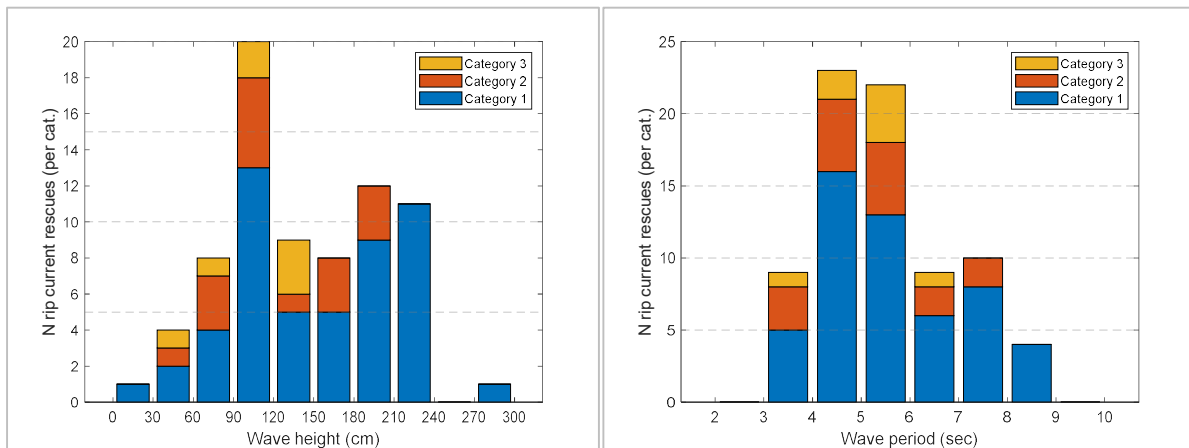 20
18
16
14
12
10
8
6
4
2
0
N rip current rescues (per cat.)
Category 3
Category 2
Category 1
0 30 60 90 120 150 180 210 240 270 300
Wave height (cm)
25
20
15
10
5
0
N rip current rescues (per cat.)
Category 3
Category 2
Category 1
2 3 4 5 6 7 8 9 10
Wave period (sec)